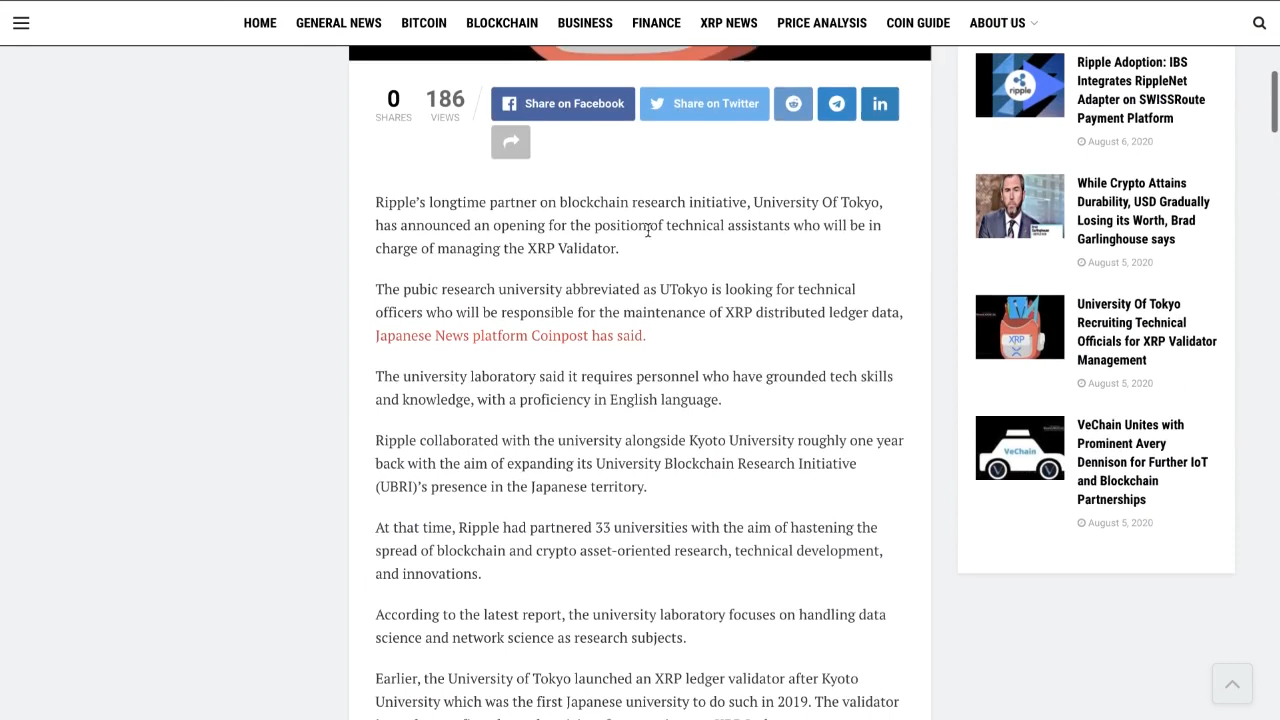 HOME GENERAL NEWS BITCOIN BLOCKCHAIN BUSINESS FINANCE XRP NEWS PRICE ANALYSIS COIN GUIDE ABOUT US
0
SHARES
186
VIEWS
Share on Facebook
Share on Twitter
Ripple’s longtime partner on blockchain research initiative, University Of Tokyo,
has announced an opening for the position of technical assistants who will be in
charge of managing the XRP Validator.
The pubic research university abbreviated as UTokyo is looking for technical
officers who will be responsible for the maintenance of XRP distributed ledger data,
Japanese News platform Coinpost has said.
The university laboratory said it requires personnel who have grounded tech skills
and knowledge, with a proficiency in English language.
Ripple collaborated with the university alongside Kyoto University roughly one year
back with the aim of expanding its University Blockchain Research Initiative
(UBRI)’s presence in the Japanese territory.
At that time, Ripple had partnered 33 universities with the aim of hastening the
spread of blockchain and crypto asset-oriented research, technical development,
and innovations.
According to the latest report, the university laboratory focuses on handling data
science and network science as research subjects.
Earlier, the University of Tokyo launched an XRP ledger validator after Kyoto
University which was the first Japanese university to do such in 2019. The validator
ripple
Ripple Adoption: IBS
Integrates RippleNet
Adapter on SWISSRoute
Payment Platform
August 6, 2020
While Crypto Attains
Durability, USD Gradually
Losing its Worth, Brad
Garlinghouse says
August 5, 2020
XRP
University Of Tokyo
Recruiting Technical
Officials for XRP Validator
Management
August 5, 2020
VeChain
VeChain Unites with
Prominent Avery
Dennison for Further IoT
and Blockchain
Partnerships
August 5, 2020